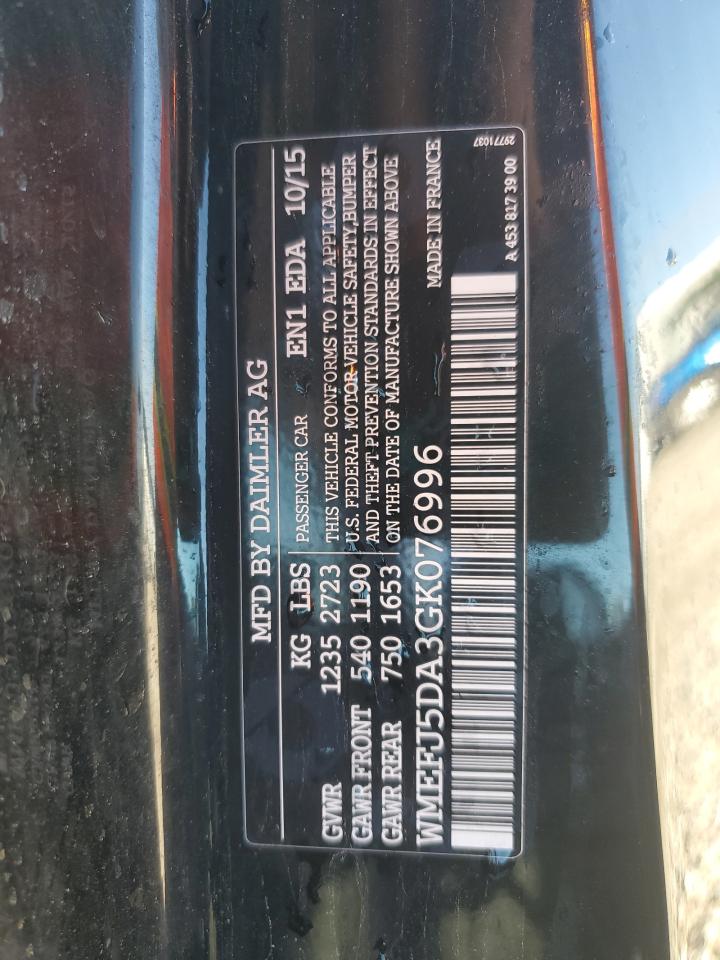 MFD BY DAIMLER AG
KG LBS PASSENGER CAR EN1 EDA 10/15
GVWR 1235 2723 THIS VEHICLE CONFORMS TO ALL APPLICABLE
GAWR FRONT 540 1190 U.S. FEDERAL MOTOR VEHICLE SAFETY, BUMPER
GAWR REAR 750 1653 AND THEFT PREVENTION STANDARDS IN EFFECT
ON THE DATE OF MANUFACTURE SHOWN ABOVE
WMEFJ5DA3GK076996 MADE IN FRANCE
29771037
A 453 817 39 00